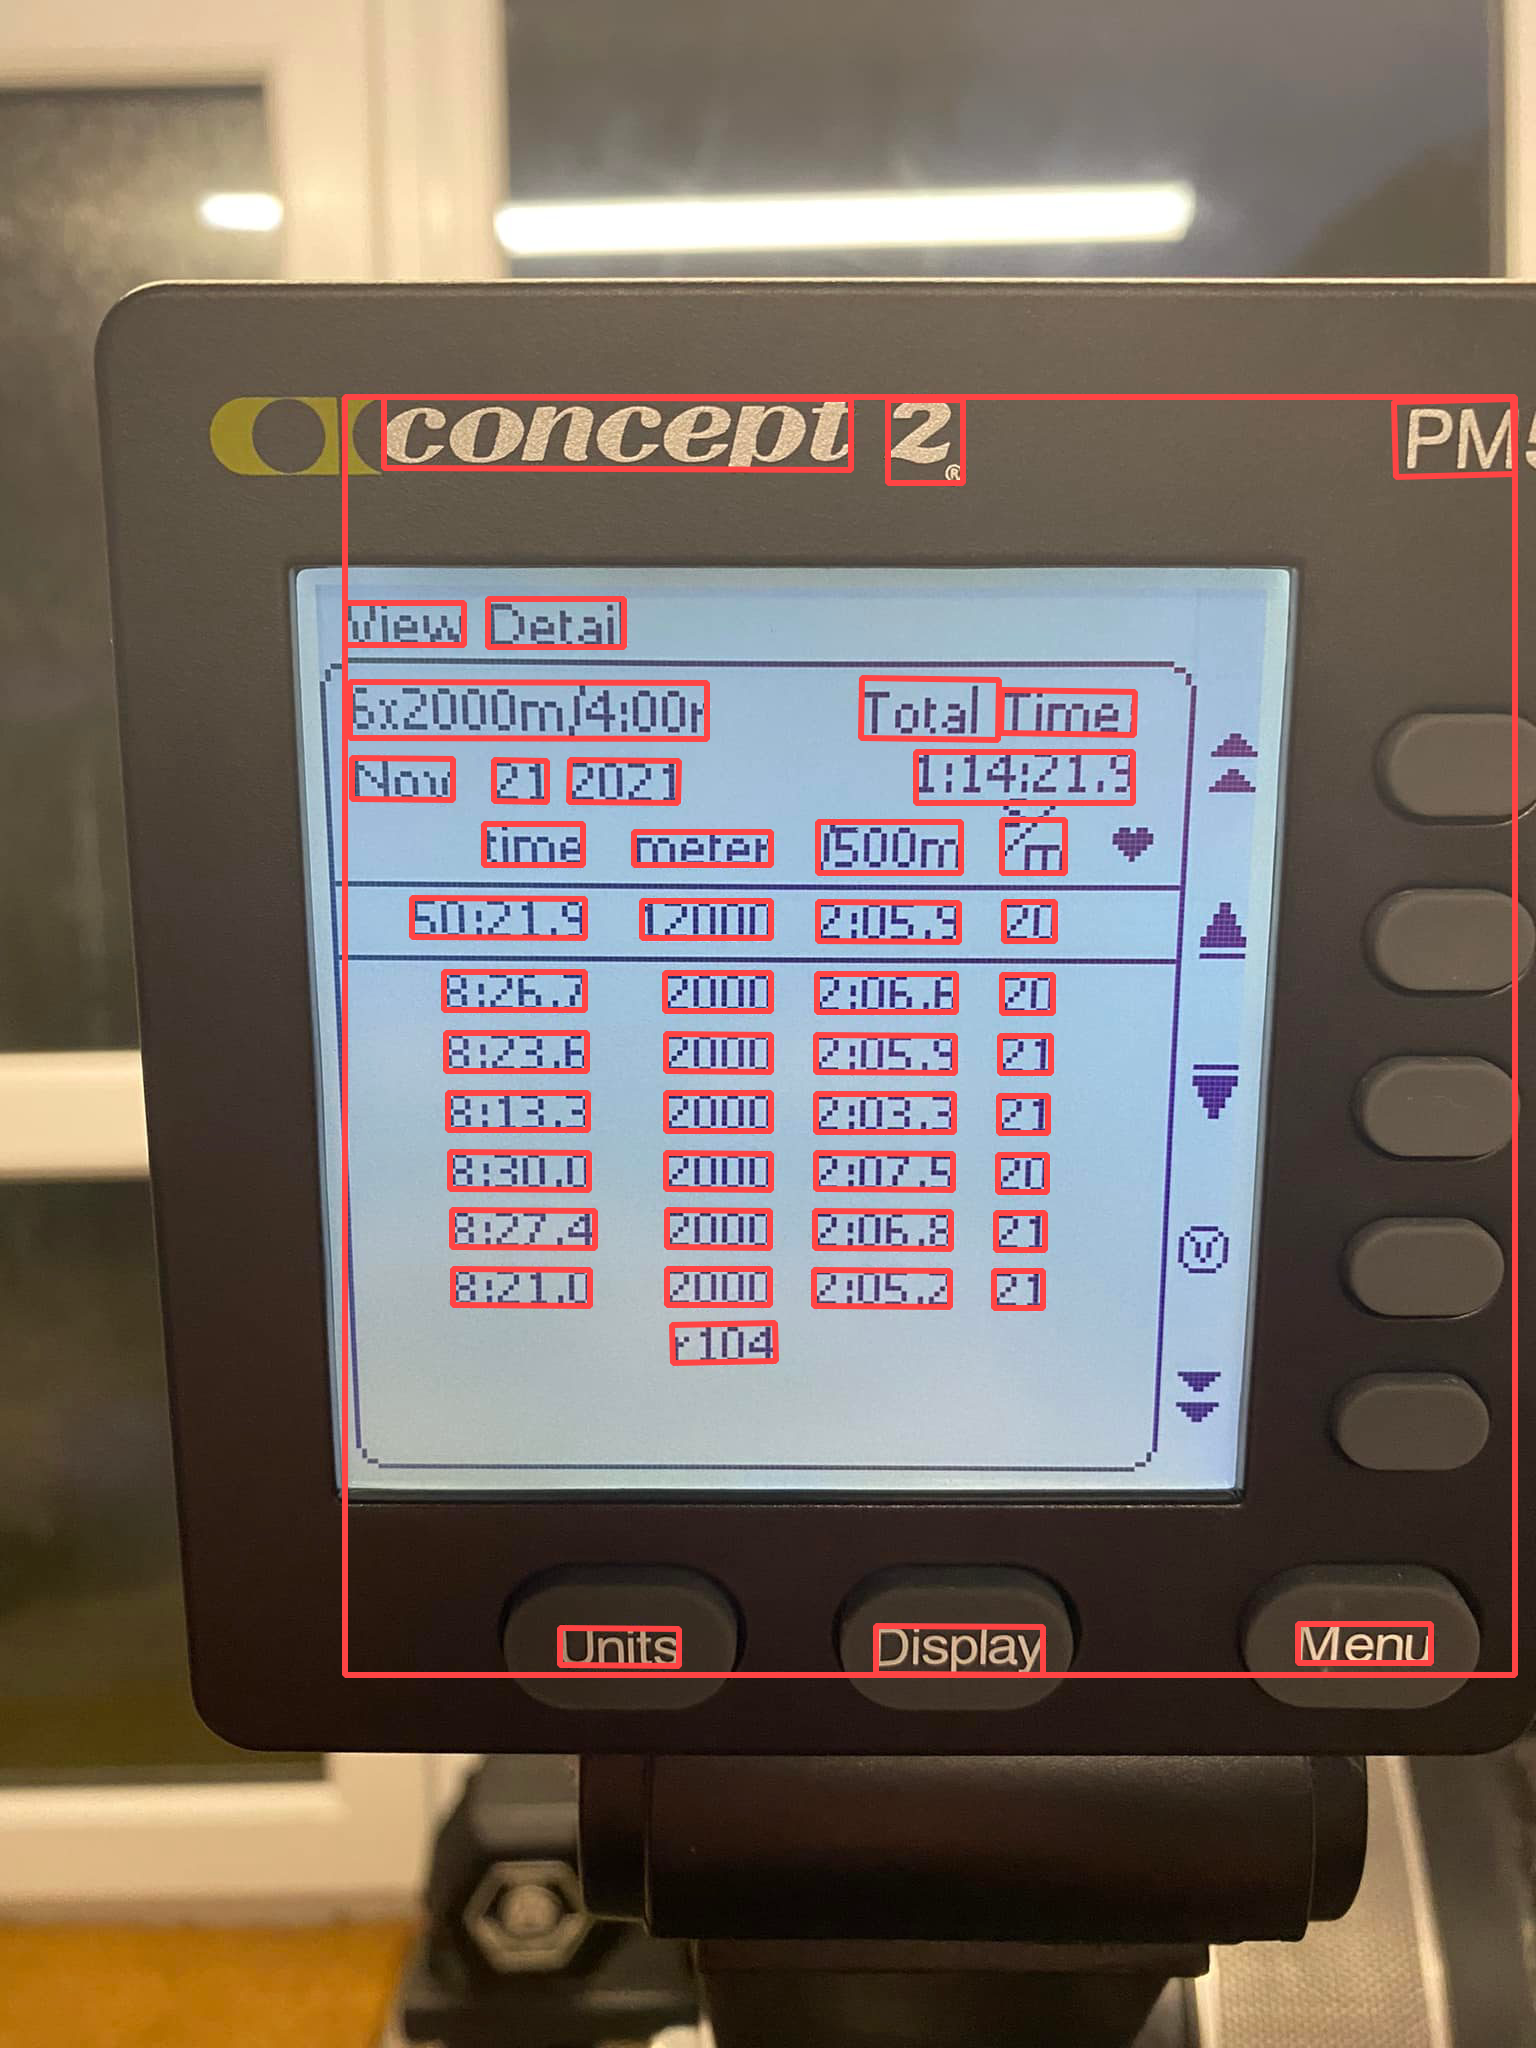 concept 2® PM5
View Detail
6x2000m/4:00r Total Time
Nov 21 2021 1:14:21.9
time meter /500m s/m
50:21.9 12000 2:05.9 20
8:26.7 2000 2:06.6 20
8:23.6 2000 2:05.9 21
8:13.3 2000 2:03.3 21
8:30.0 2000 2:07.5 20
8:27.4 2000 2:06.8 21
8:21.0 2000 2:05.2 21
r104
Units Display Menu